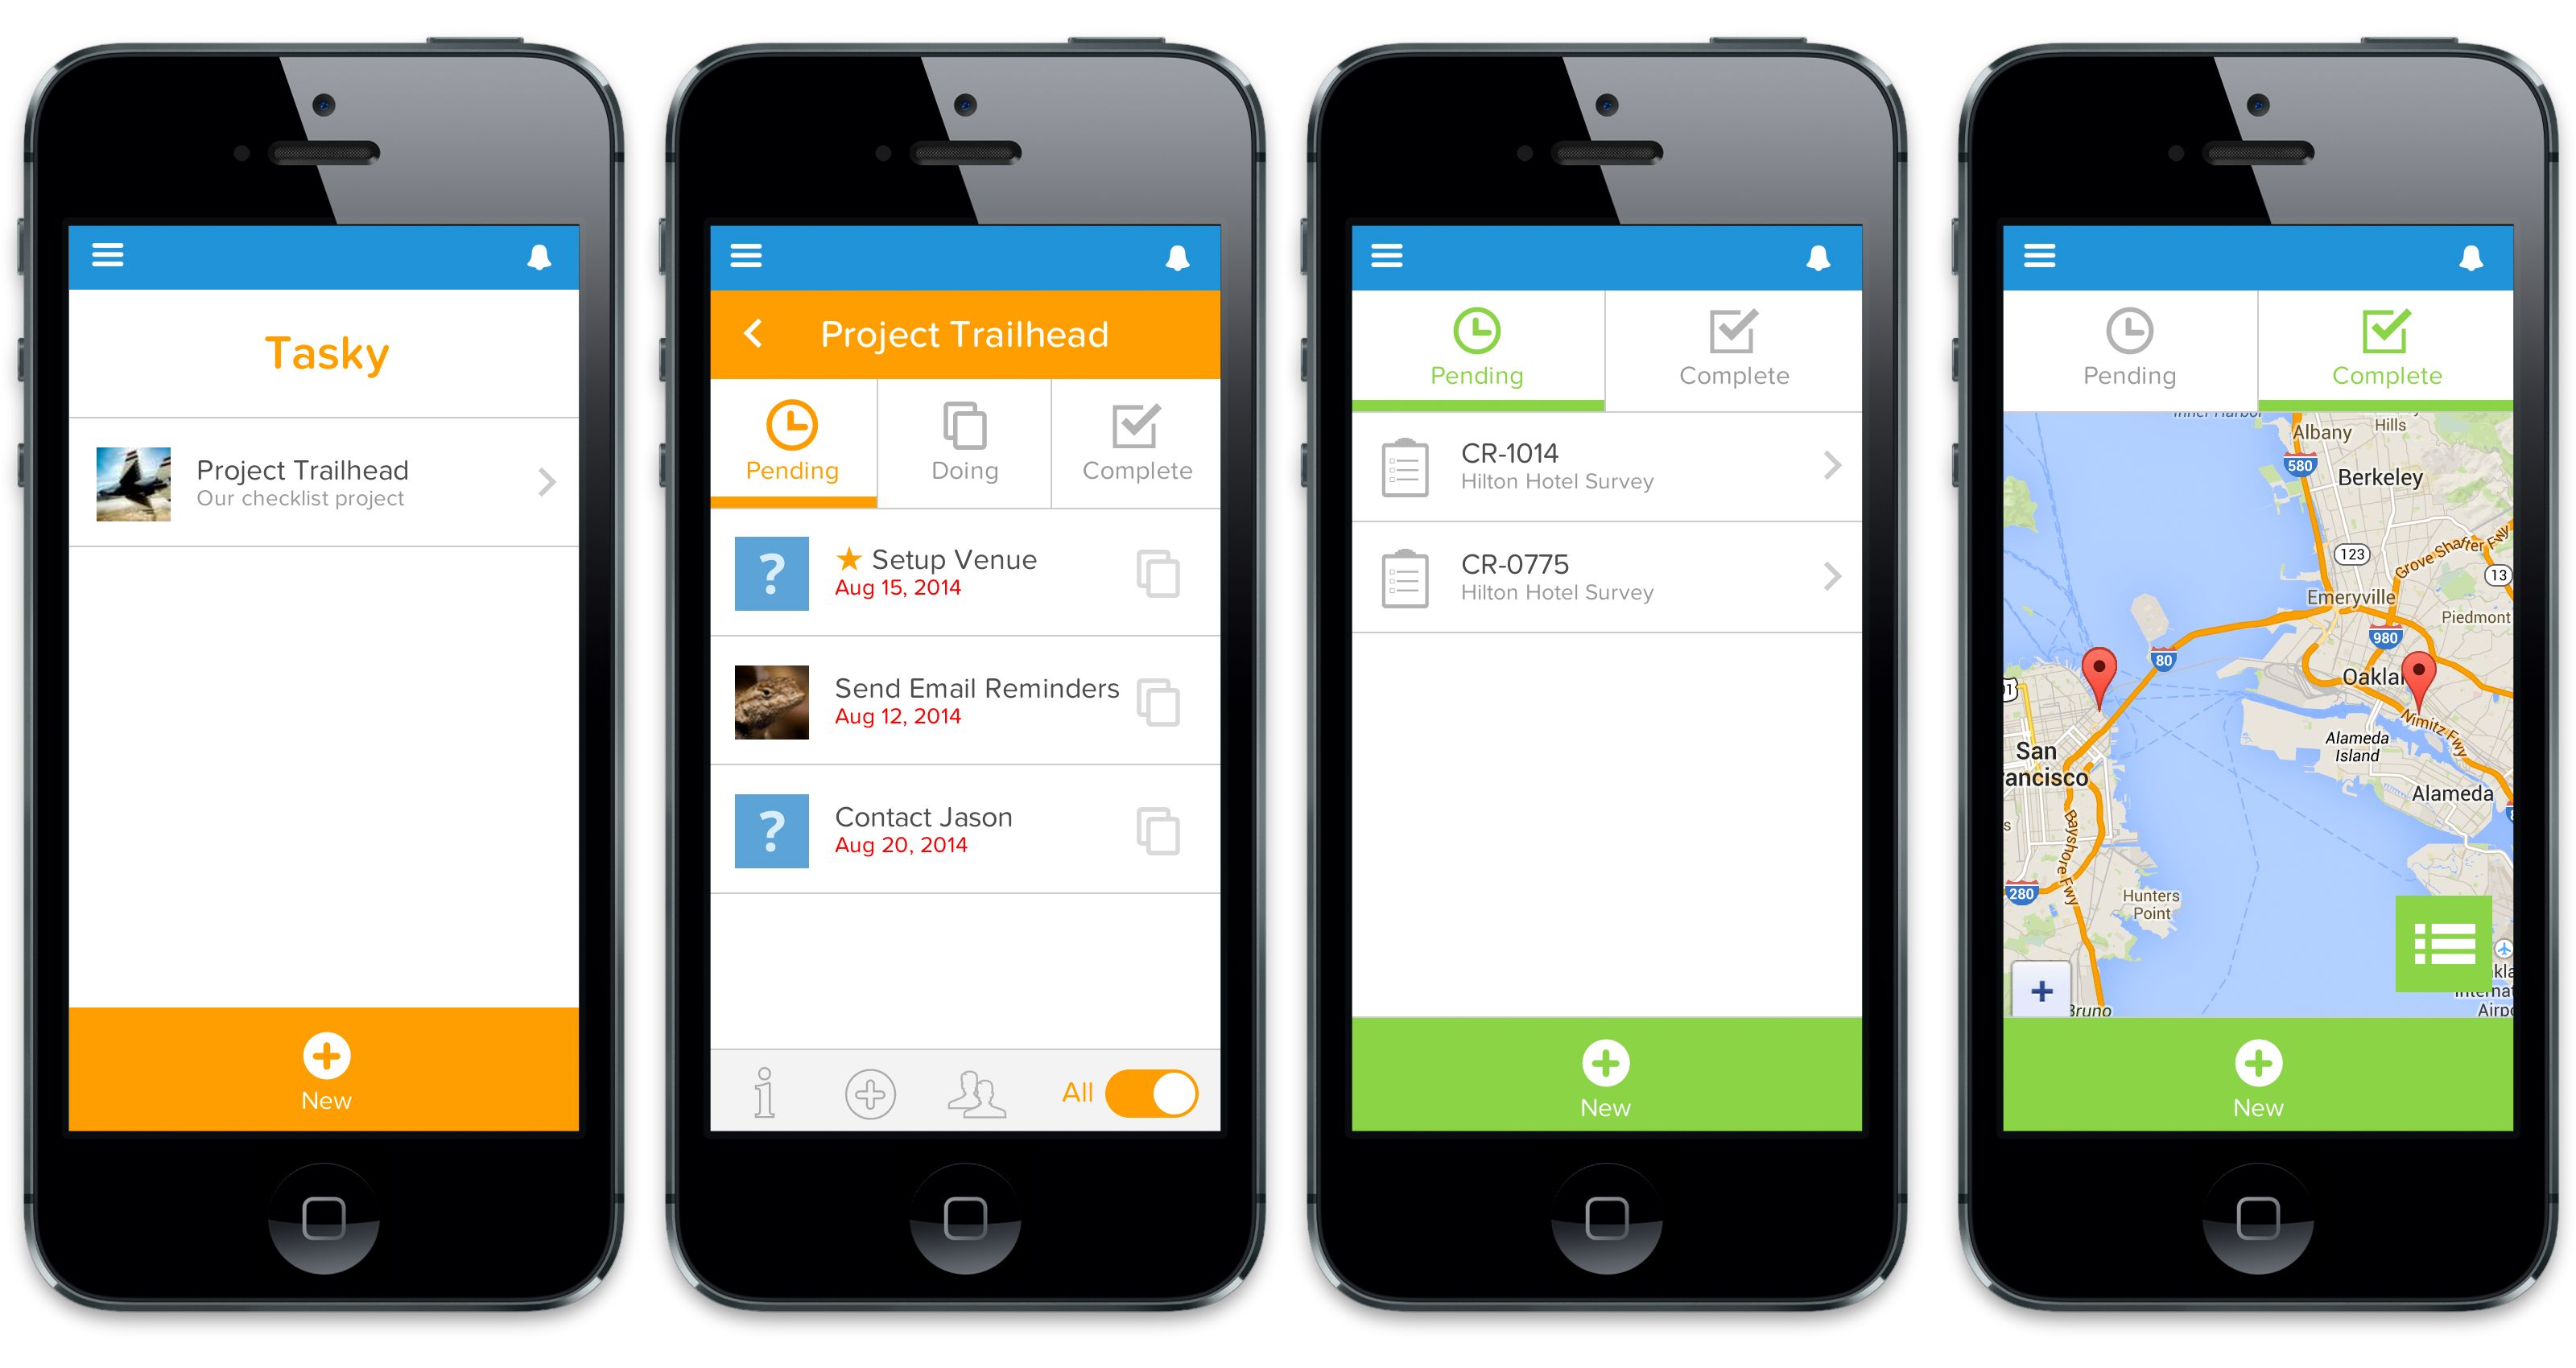 Tasky
Project Trailhead
Our checklist project
New
Project Trailhead
Pending
Doing
Complete
?
★ Setup Venue
Aug 15, 2014
Send Email Reminders
Aug 12, 2014
?
Contact Jason
Aug 20, 2014
All
Pending
Complete
CR-1014
Hilton Hotel Survey
CR-0775
Hilton Hotel Survey
New
Pending
Complete
Albany
Hills
580
Berkeley
123
Grove Shafter Fwy
13
Emeryville
Piedmont
980
80
Oakla
Nimitz Fwy
Alameda
Island
San
rancisco
Alameda
Bayshore Fwy
280
Hunters
Point
+
Bruno
New